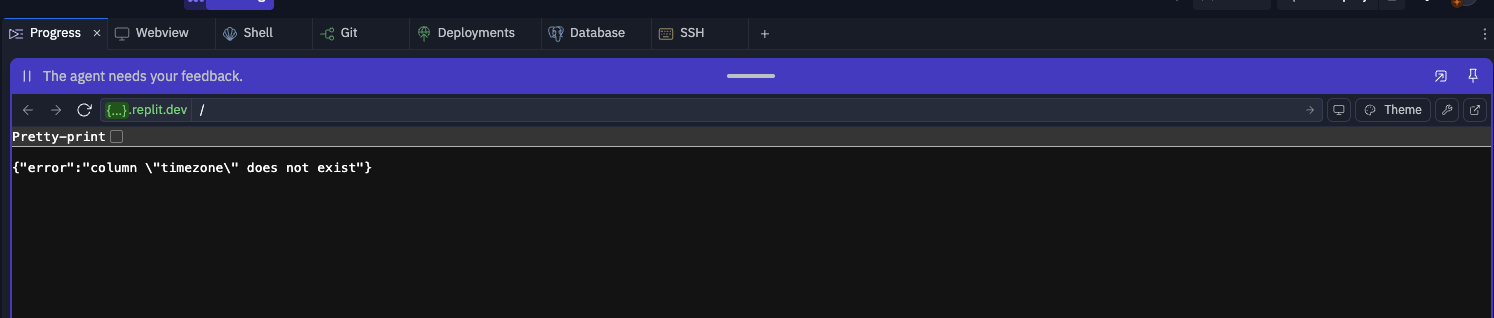 Progress × Webview Shell Git Deployments Database SSH +
The agent needs your feedback.
{...}.replit.dev / Theme
Pretty-print
{"error":"column \"timezone\" does not exist"}